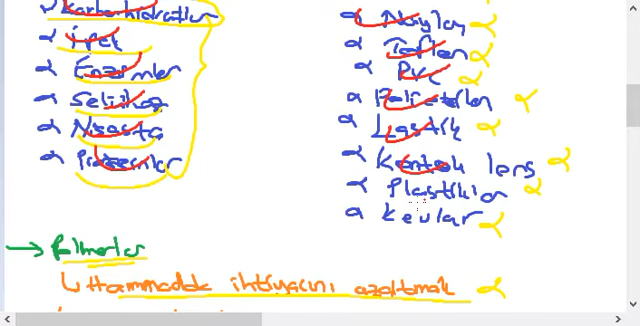 Karbonhidratlar
İpek
Enzimler
Selüloz
Nişasta
Proteinler
Naylon
Teflon
PVC
Polietilen
Lastik
Kontak lens
Plastikler
Kevlar
Polimerler
Hammadde ihtiyacını azaltmak